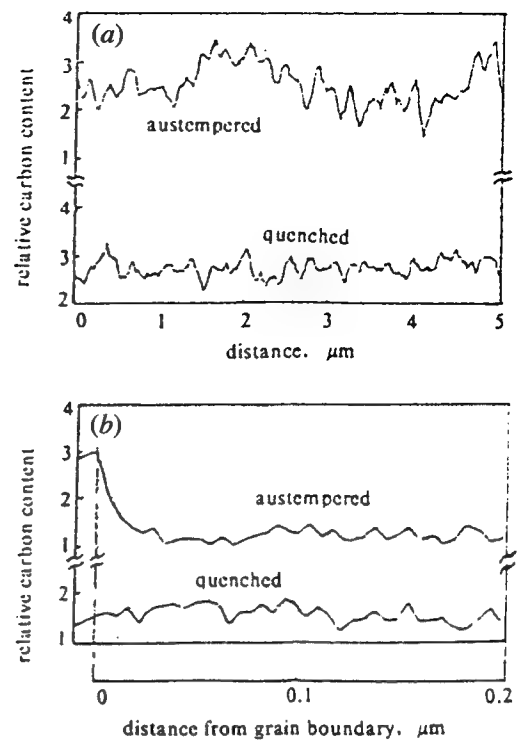 (a)
4
3
2
1
austempered
4
3
2
quenched
relative carbon content
0 1 2 3 4 5
distance. μm
(b)
4
3
2
1
austempered
2
1
quenched
relative carbon content
0 0.1 0.2
distance from grain boundary. μm